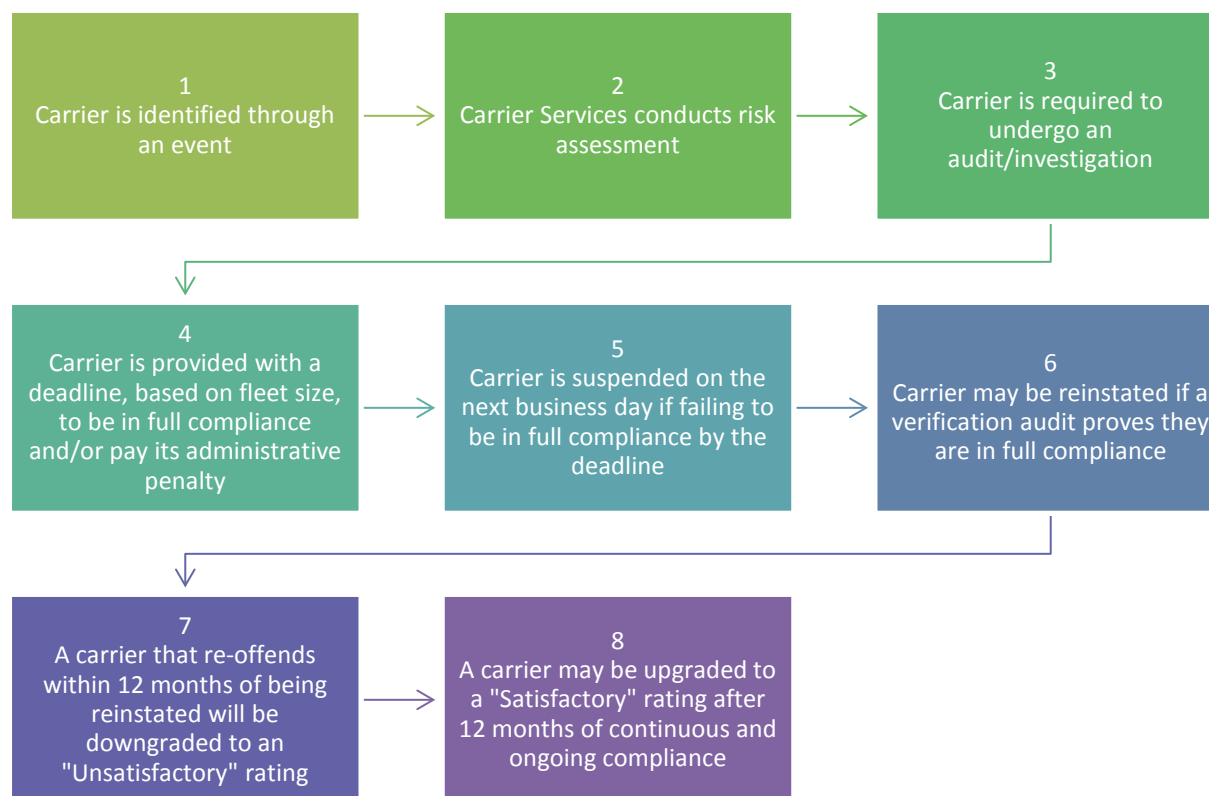 1
Carrier is identified through
an event
2
Carrier Services conducts risk
assessment
3
Carrier is required to
undergo an
audit/investigation
4
Carrier is provided with a
deadline, based on fleet size,
to be in full compliance
and/or pay its administrative
penalty
5
Carrier is suspended on the
next business day if failing to
be in full compliance by the
deadline
6
Carrier may be reinstated if a
verification audit proves they
are in full compliance
7
A carrier that re-offends
within 12 months of being
reinstated will be
downgraded to an
"Unsatisfactory" rating
8
A carrier may be upgraded to
a "Satisfactory" rating after
12 months of continuous and
ongoing compliance